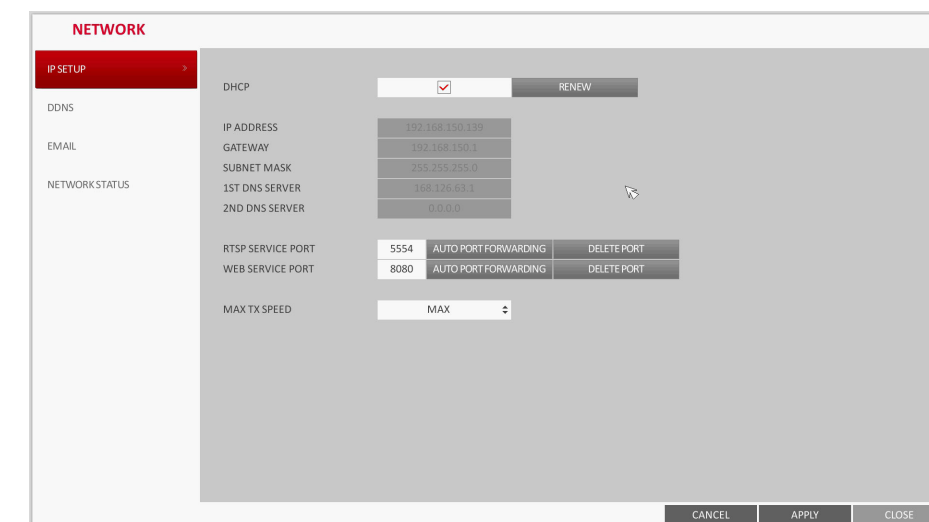 NETWORK
IP SETUP >
DDNS
EMAIL
NETWORK STATUS
DHCP RENEW
IP ADDRESS 192.168.150.139
GATEWAY 192.168.150.1
SUBNET MASK 255.255.255.0
1ST DNS SERVER 168.126.63.1
2ND DNS SERVER 0.0.0.0
RTSP SERVICE PORT 5554 AUTO PORT FORWARDING DELETE PORT
WEB SERVICE PORT 8080 AUTO PORT FORWARDING DELETE PORT
MAX TX SPEED MAX
CANCEL APPLY CLOSE